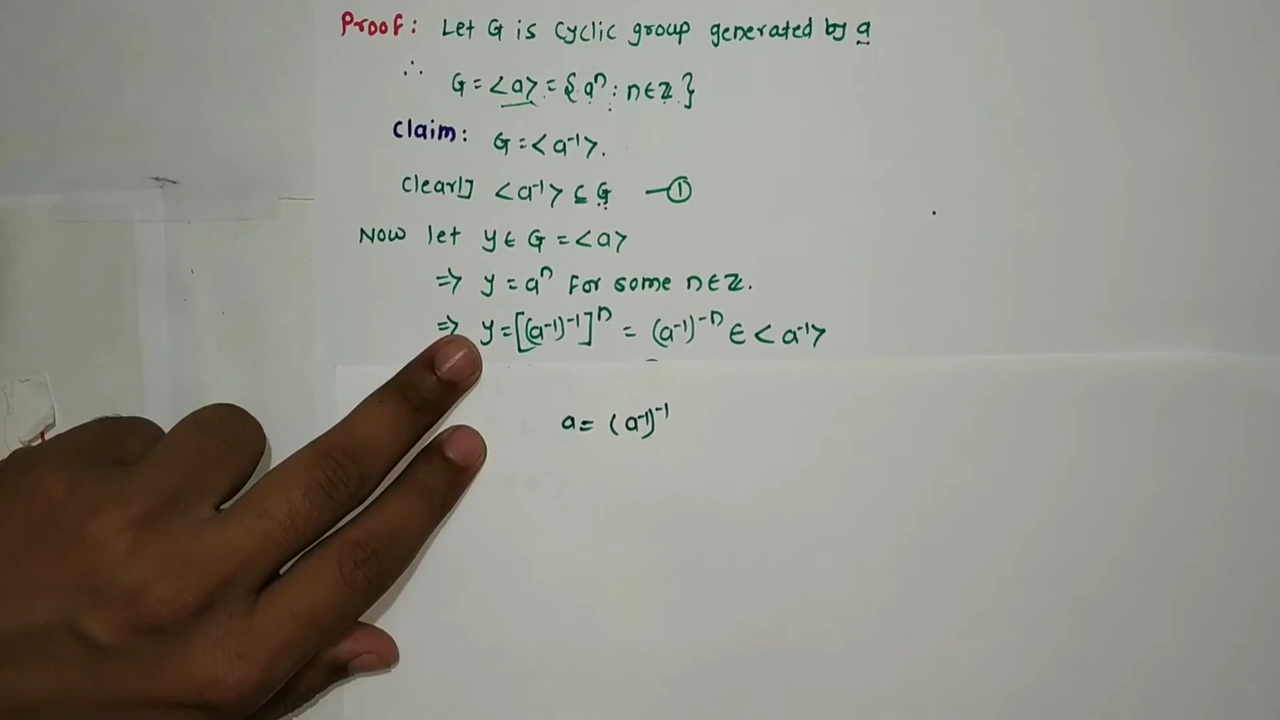 Proof: Let G is cyclic group generated by a
∴ G = <a> = {aⁿ : n∈ℤ}
Claim: G = <a⁻¹>.
Clearly <a⁻¹> ⊆ G —①
Now let y ∈ G = <a>
⇒ y = aⁿ For some n∈ℤ.
⇒ y = [(a⁻¹)⁻¹]ⁿ = (a⁻¹)⁻ⁿ ∈ <a⁻¹>
a = (a⁻¹)⁻¹